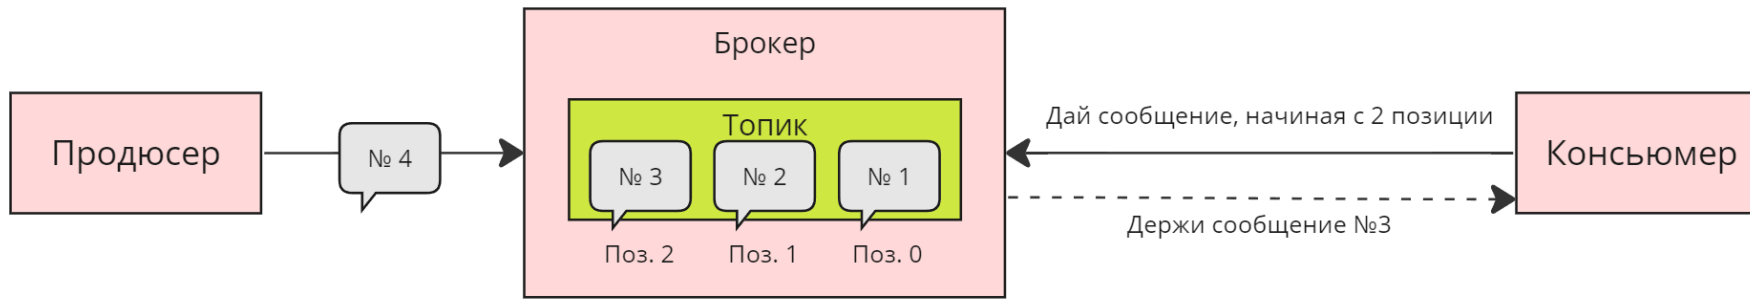 Продюсер
№ 4
Брокер
Топик
№ 3
№ 2
№ 1
Поз. 2
Поз. 1
Поз. 0
Дай сообщение, начиная с 2 позиции
Держи сообщение №3
Консьюмер